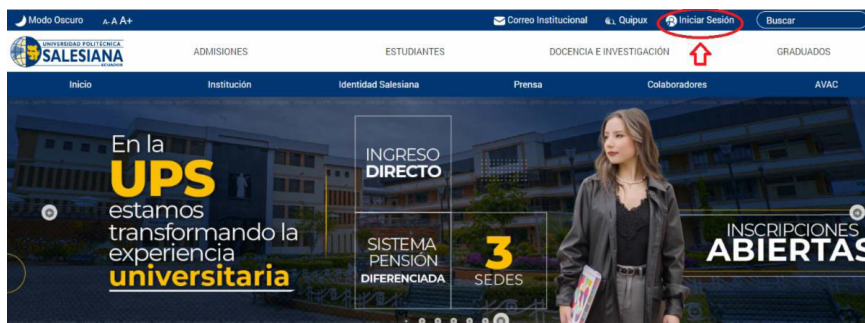 Modo Oscuro A- A A+ Correo Institucional Quipux Iniciar Sesión Buscar
UNIVERSIDAD POLITÉCNICA
SALESIANA
ECUADOR
ADMISIONES ESTUDIANTES DOCENCIA E INVESTIGACIÓN GRADUADOS
Inicio Institución Identidad Salesiana Prensa Colaboradores AVAC
En la
UPS
estamos
transformando la
experiencia
universitaria
INGRESO
DIRECTO
SISTEMA
PENSIÓN
DIFERENCIADA
3
SEDES
INSCRIPCIONES
ABIERTAS